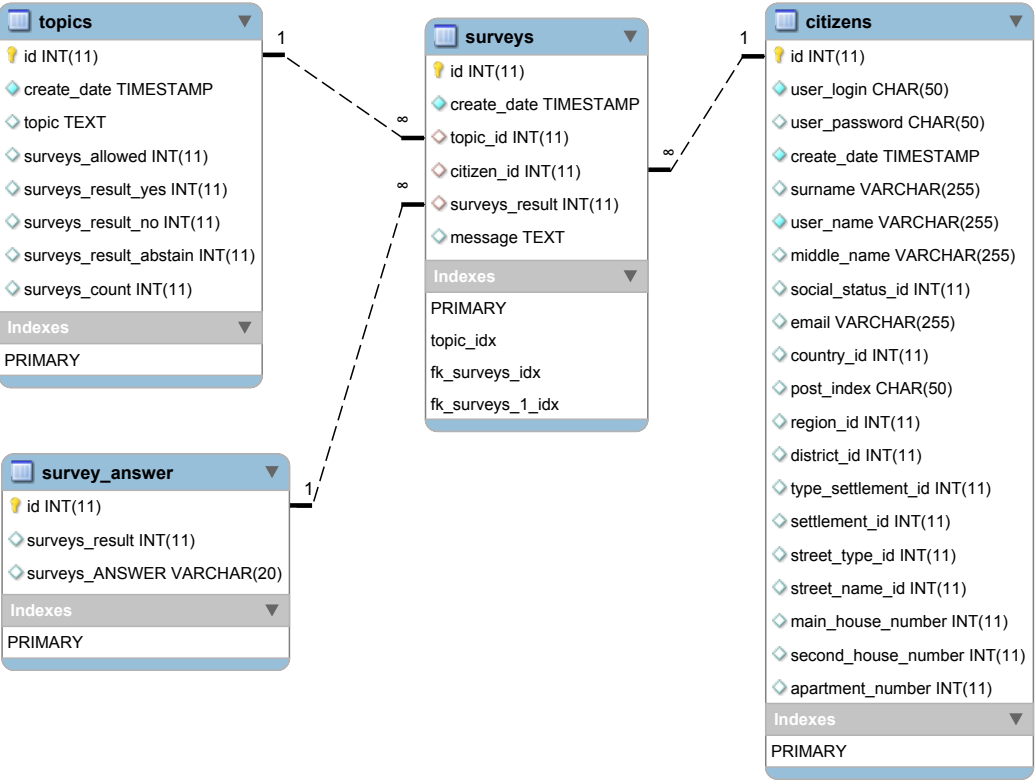 topics
id INT(11)
create_date TIMESTAMP
topic TEXT
surveys_allowed INT(11)
surveys_result_yes INT(11)
surveys_result_no INT(11)
surveys_result_abstain INT(11)
surveys_count INT(11)
Indexes
PRIMARY
1
∞
surveys
id INT(11)
create_date TIMESTAMP
topic_id INT(11)
citizen_id INT(11)
surveys_result INT(11)
message TEXT
Indexes
PRIMARY
topic_idx
fk_surveys_idx
fk_surveys_1_idx
1
∞
citizens
id INT(11)
user_login CHAR(50)
user_password CHAR(50)
create_date TIMESTAMP
surname VARCHAR(255)
user_name VARCHAR(255)
middle_name VARCHAR(255)
social_status_id INT(11)
email VARCHAR(255)
country_id INT(11)
post_index CHAR(50)
region_id INT(11)
district_id INT(11)
type_settlement_id INT(11)
settlement_id INT(11)
street_type_id INT(11)
street_name_id INT(11)
main_house_number INT(11)
second_house_number INT(11)
apartment_number INT(11)
Indexes
PRIMARY
∞
1
survey_answer
id INT(11)
surveys_result INT(11)
surveys_ANSWER VARCHAR(20)
Indexes
PRIMARY